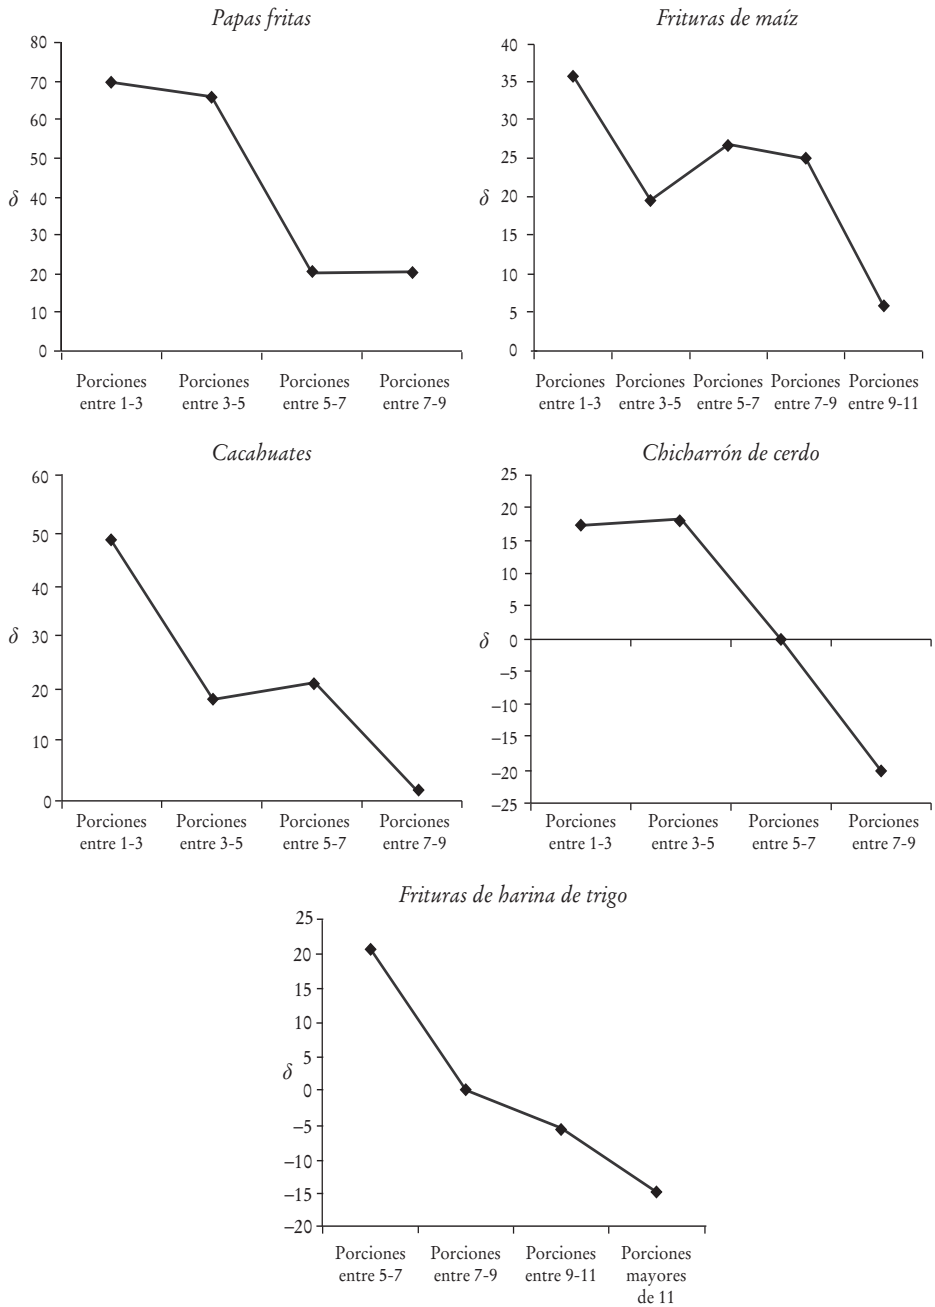 Papas fritas
80
70
60
50
40
30
20
10
0
δ
Porciones Porciones Porciones Porciones
entre 1-3 entre 3-5 entre 5-7 entre 7-9
Frituras de maíz
40
35
30
25
20
15
10
5
0
δ
Porciones Porciones Porciones Porciones Porciones
entre 1-3 entre 3-5 entre 5-7 entre 7-9 entre 9-11
Cacahuates
60
50
40
30
20
10
0
δ
Porciones Porciones Porciones Porciones
entre 1-3 entre 3-5 entre 5-7 entre 7-9
Chicharrón de cerdo
25
20
15
10
5
0
−5
−10
−15
−20
−25
δ
Porciones Porciones Porciones Porciones
entre 1-3 entre 3-5 entre 5-7 entre 7-9
Frituras de harina de trigo
25
20
15
10
5
0
−5
−10
−15
−20
δ
Porciones Porciones Porciones Porciones
entre 5-7 entre 7-9 entre 9-11 mayores
de 11